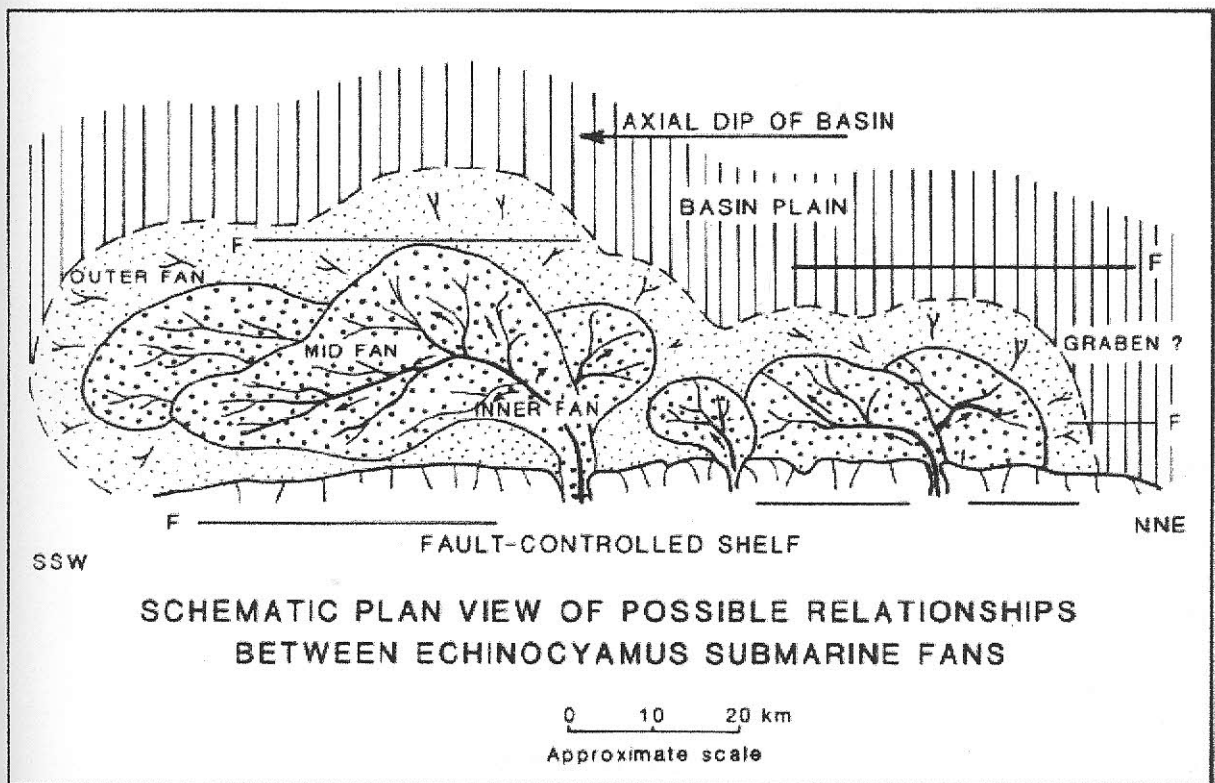 AXIAL DIP OF BASIN
BASIN PLAIN
F
F
OUTER FAN
GRABEN ?
MID FAN
INNER FAN
F
F
NNE
FAULT-CONTROLLED SHELF
SSW
SCHEMATIC PLAN VIEW OF POSSIBLE RELATIONSHIPS
BETWEEN ECHINOCYAMUS SUBMARINE FANS
0 10 20 km
Approximate scale